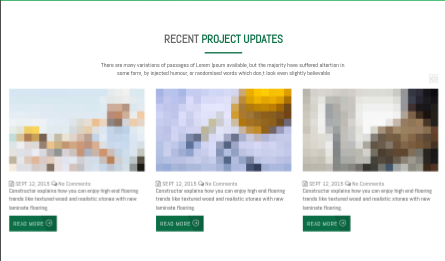 RECENT PROJECT UPDATES
There are many variations of passages of Lorem Ipsum available, but the majority have suffered alteration in
some form, by injected humour, or randomised words which don't look even slightly believable
SEPT 12, 2015 No Comments
Constructor explains how you can enjoy high end flooring
trends like textured wood and realistic stones with new
laminate flooring.
READ MORE
SEPT 12, 2015 No Comments
Constructor explains how you can enjoy high end flooring
trends like textured wood and realistic stones with new
laminate flooring.
READ MORE
SEPT 12, 2015 No Comments
Constructor explains how you can enjoy high end flooring
trends like textured wood and realistic stones with new
laminate flooring.
READ MORE